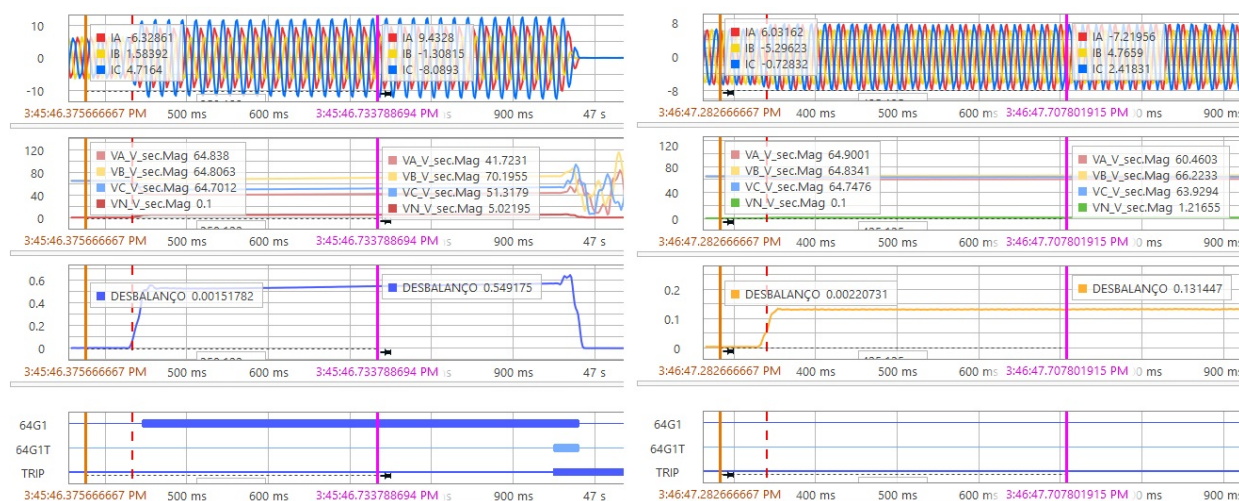 10
0
-10
IA -6.32861
IB 1.58392
IC 4.7164
IA 9.4328
IB -1.30815
IC -8.0893
3:45:46.375666667 PM 500 ms 3:45:46.733788694 PM 900 ms 47 s
120
80
40
0
VA_V_sec.Mag 64.838
VB_V_sec.Mag 64.8063
VC_V_sec.Mag 64.7012
VN_V_sec.Mag 0.1
VA_V_sec.Mag 41.7231
VB_V_sec.Mag 70.1955
VC_V_sec.Mag 51.3179
VN_V_sec.Mag 5.02195
3:45:46.375666667 PM 500 ms 600 ms 3:45:46.733788694 PM 900 ms 47 s
0.6
0.4
0.2
0
DESBALANÇO 0.00151782
DESBALANÇO 0.549175
3:45:46.375666667 PM 500 ms 600 ms 3:45:46.733788694 PM 900 ms 47 s
64G1
64G1T
TRIP
3:45:46.375666667 PM 500 ms 600 ms 3:45:46.733788694 PM 900 ms 47 s
8
0
-8
IA 6.03162
IB -5.29623
IC -0.72832
IA -7.21956
IB 4.7659
IC 2.41831
3:46:47.282666667 PM 500 ms 3:46:47.707801915 PM 900 ms
120
80
40
0
VA_V_sec.Mag 64.9001
VB_V_sec.Mag 64.8341
VC_V_sec.Mag 64.7476
VN_V_sec.Mag 0.1
VA_V_sec.Mag 60.4603
VB_V_sec.Mag 66.2233
VC_V_sec.Mag 63.9294
VN_V_sec.Mag 1.21655
3:46:47.282666667 PM 400 ms 500 ms 600 ms 3:46:47.707801915 PM 900 ms
0.2
0.1
0
DESBALANÇO 0.00220731
DESBALANÇO 0.131447
3:46:47.282666667 PM 400 ms 500 ms 600 ms 3:46:47.707801915 PM 900 ms
64G1
64G1T
TRIP
3:46:47.282666667 PM 400 ms 500 ms 600 ms 3:46:47.707801915 PM 900 ms